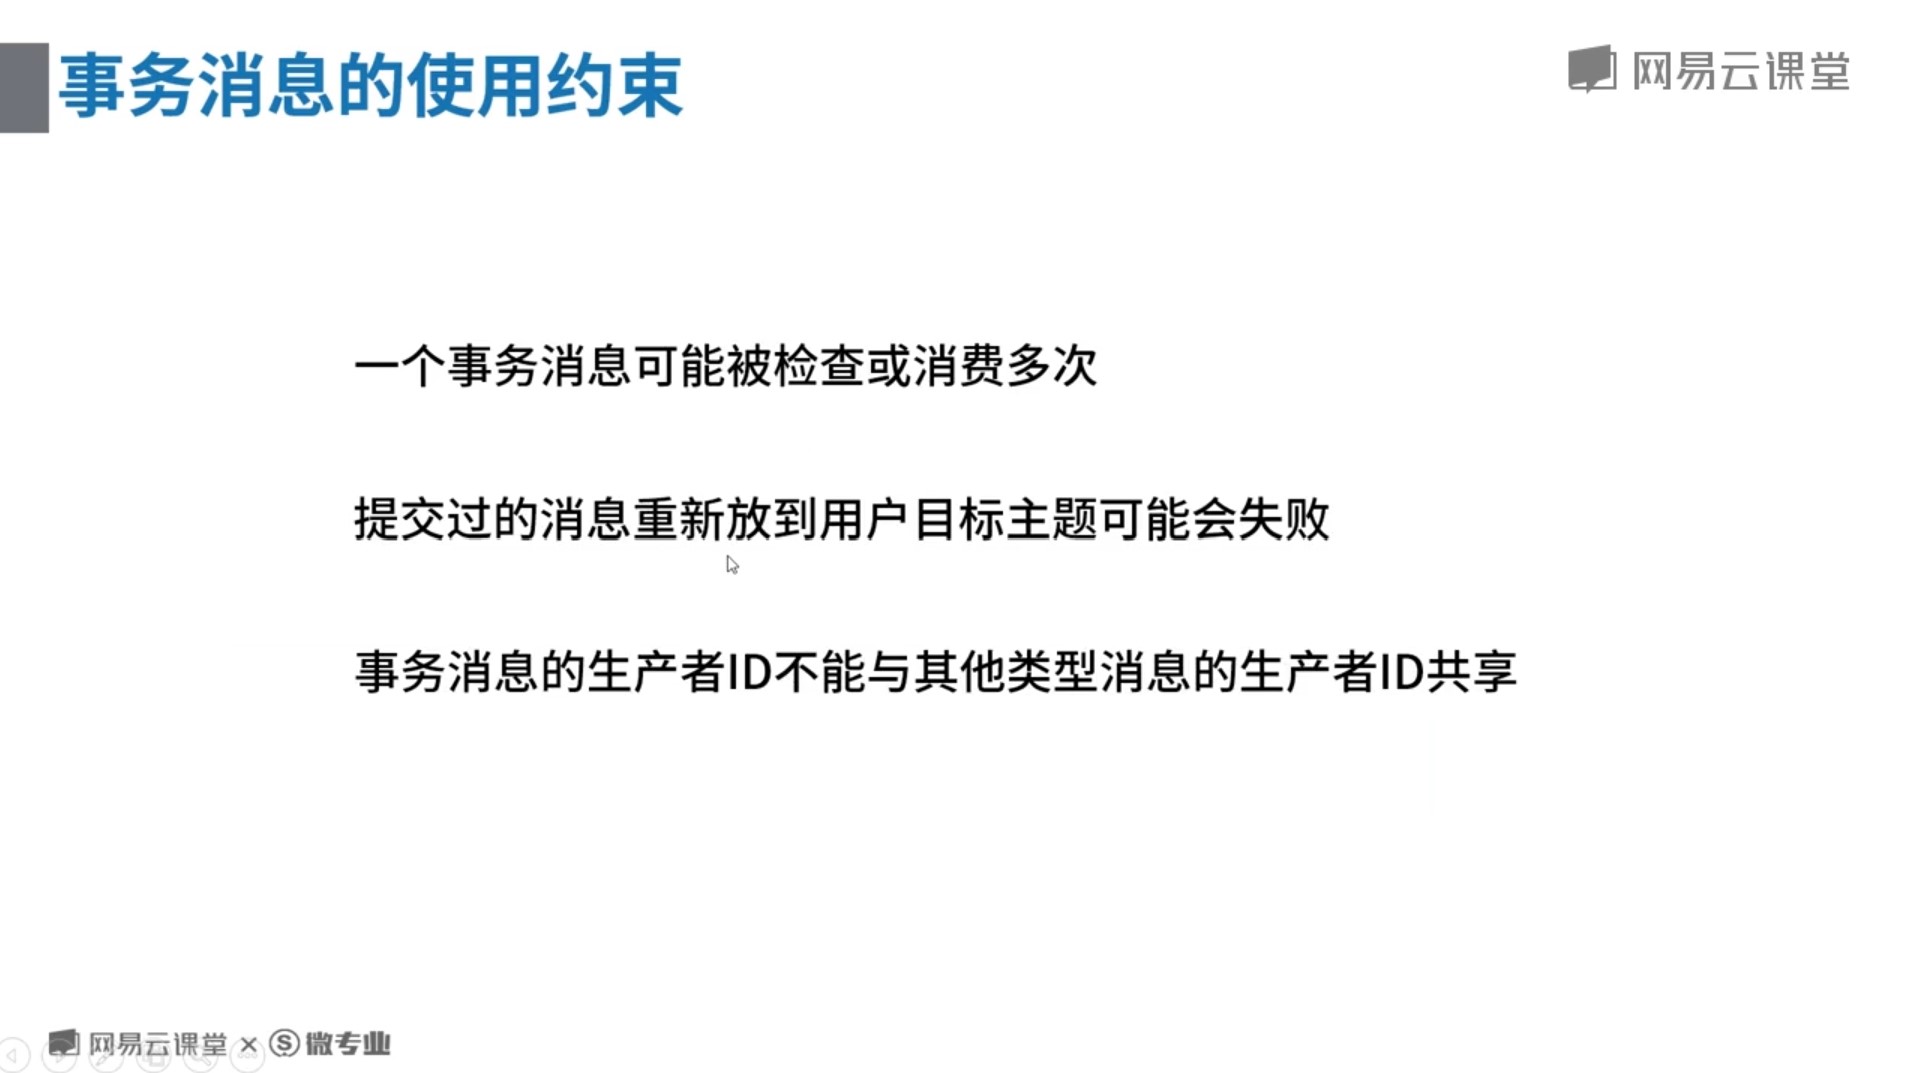 事务消息的使用约束
网易云课堂
一个事务消息可能被检查或消费多次
提交过的消息重新放到用户目标主题可能会失败
事务消息的生产者ID不能与其他类型消息的生产者ID共享
网易云课堂 × Ⓢ微专业